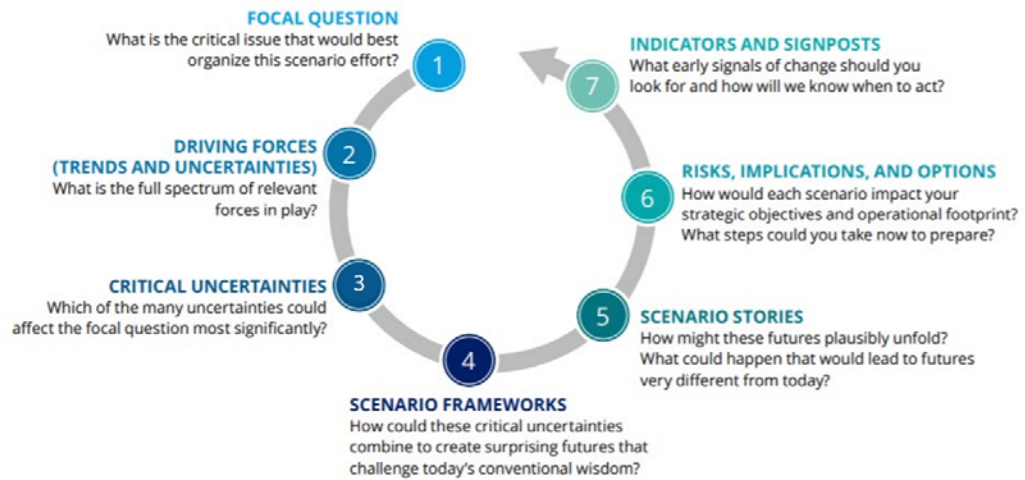 FOCAL QUESTION
What is the critical issue that would best
organize this scenario effort?
1
DRIVING FORCES
(TRENDS AND UNCERTAINTIES)
What is the full spectrum of relevant
forces in play?
2
CRITICAL UNCERTAINTIES
Which of the many uncertainties could
affect the focal question most significantly?
3
4
SCENARIO FRAMEWORKS
How could these critical uncertainties
combine to create surprising futures that
challenge today's conventional wisdom?
5
SCENARIO STORIES
How might these futures plausibly unfold?
What could happen that would lead to futures
very different from today?
6
RISKS, IMPLICATIONS, AND OPTIONS
How would each scenario impact your
strategic objectives and operational footprint?
What steps could you take now to prepare?
7
INDICATORS AND SIGNPOSTS
What early signals of change should you
look for and how will we know when to act?